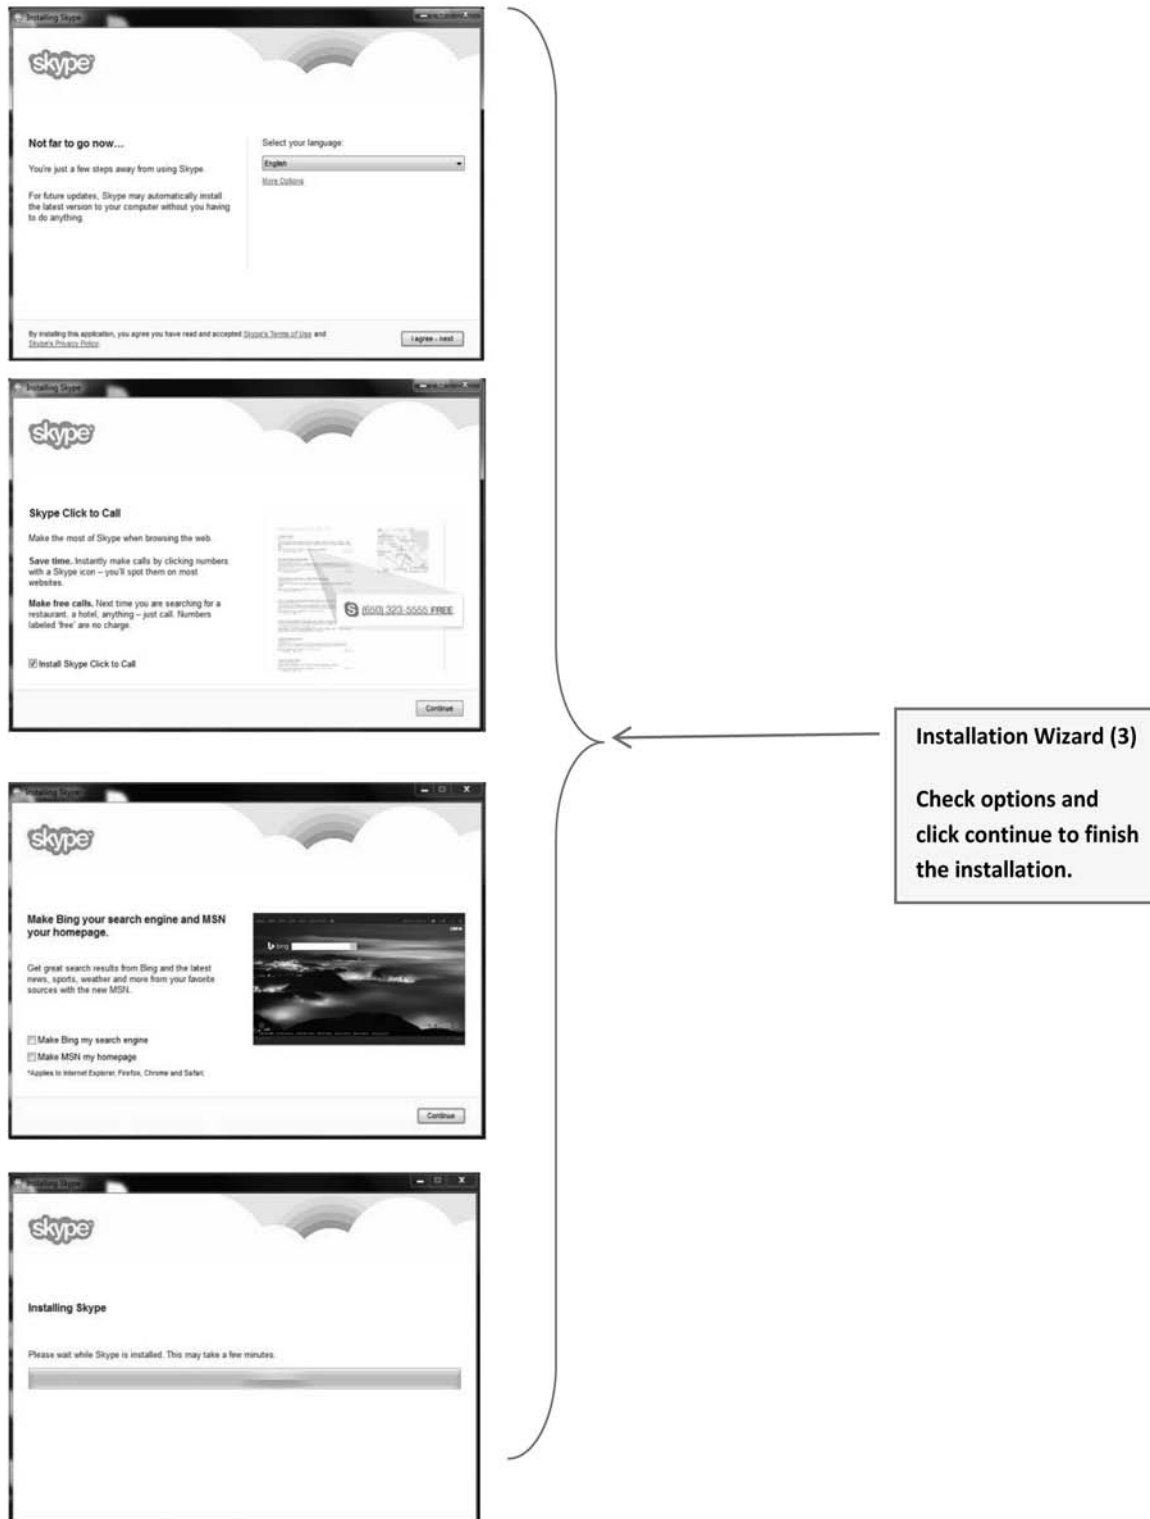 Installing Skype
skype
Not far to go now...
You're just a few steps away from using Skype.
For future updates, Skype may automatically install
the latest version to your computer without you having
to do anything.
Select your language:
English
More Options
By installing this application, you agree you have read and accepted Skype's Terms of Use and
Skype's Privacy Policy.
I agree - next
Installing Skype
skype
Skype Click to Call
Make the most of Skype when browsing the web.
Save time. Instantly make calls by clicking numbers
with a Skype icon – you'll spot them on most
websites.
Make free calls. Next time you are searching for a
restaurant, a hotel, anything – just call. Numbers
labeled 'free' are no charge.
Install Skype Click to Call
(650) 323-5555 FREE
Continue
Installation Wizard (3)
Check options and
click continue to finish
the installation.
Installing Skype
skype
Make Bing your search engine and MSN
your homepage.
Get great search results from Bing and the latest
news, sports, weather and more from your favorite
sources with the new MSN.
Make Bing my search engine
Make MSN my homepage
*Applies to Internet Explorer, Firefox, Chrome and Safari.
bing
Continue
Installing Skype
skype
Installing Skype
Please wait while Skype is installed. This may take a few minutes.